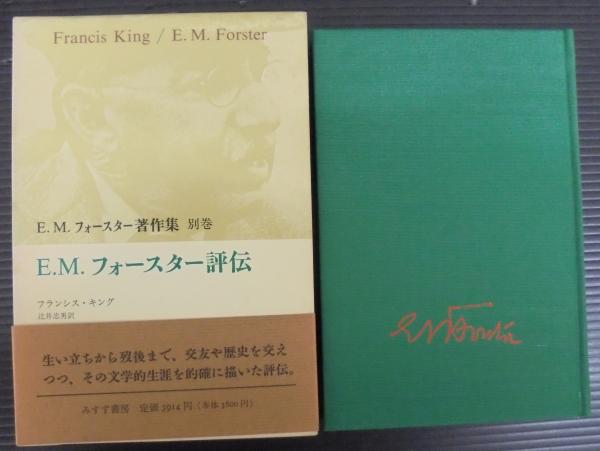 Francis King / E. M. Forster
E. M. フォースター著作集 別巻
E.M. フォースター評伝
フランシス・キング
辻井忠男訳
生い立ちから歿後まで、交友や歴史を交え
つつ、その文学的生涯を的確に描いた評伝。
みすず書房 定価 3914 円 (本体 3800 円)
EMForster